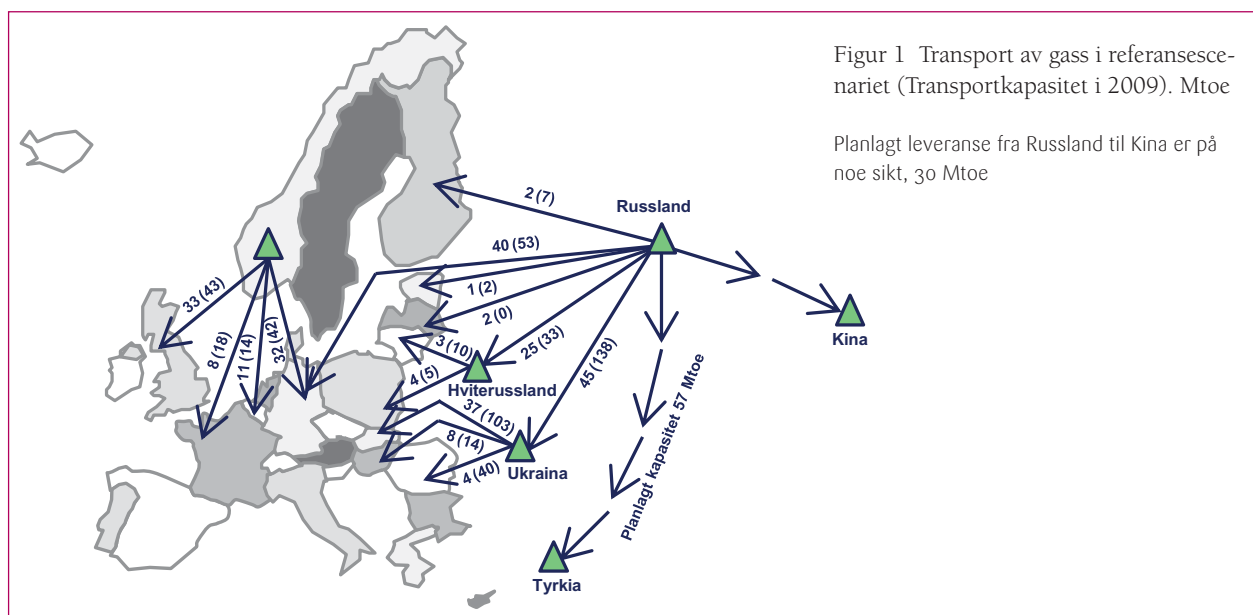 Figur 1 Transport av gass i referansesce-
nariet (Transportkapasitet i 2009). Mtoe
Planlagt leveranse fra Russland til Kina er på
noe sikt, 30 Mtoe
2 (7)
Russland
40 (53)
1 (2)
2 (0)
33 (43)
8 (18)
11 (14)
32 (42)
3 (10)
25 (33)
45 (138)
Kina
4 (5)
Hviterussland
37 (103)
8 (14)
4 (40)
Ukraina
Planlagt kapasitet 57 Mtoe
Tyrkia